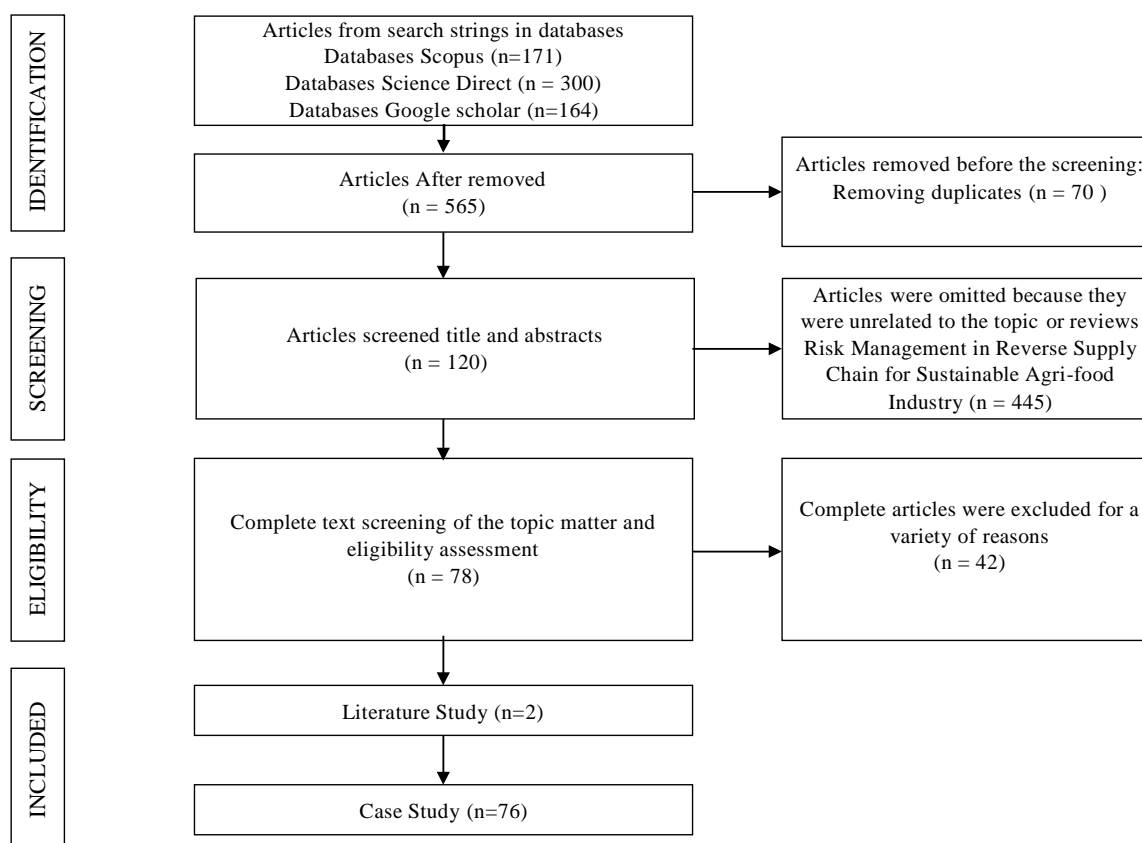 IDENTIFICATION
Articles from search strings in databases
Databases Scopus (n=171)
Databases Science Direct (n = 300)
Databases Google scholar (n=164)
Articles After removed
(n = 565)
Articles removed before the screening:
Removing duplicates (n = 70 )
SCREENING
Articles screened title and abstracts
(n = 120)
Articles were omitted because they
were unrelated to the topic or reviews
Risk Management in Reverse Supply
Chain for Sustainable Agri-food
Industry (n = 445)
ELIGIBILITY
Complete text screening of the topic matter and
eligibility assessment
(n = 78)
Complete articles were excluded for a
variety of reasons
(n = 42)
INCLUDED
Literature Study (n=2)
Case Study (n=76)